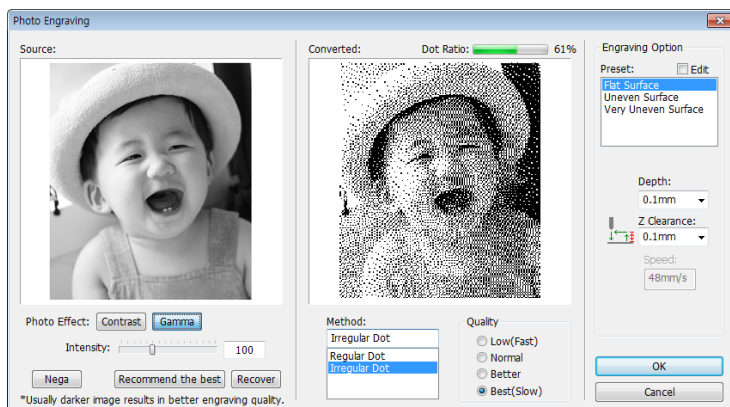 Photo Engraving
Source:
Converted:
Dot Ratio:
61%
Engraving Option
Preset:
Edit
Flat Surface
Uneven Surface
Very Uneven Surface
Depth:
0.1mm
Z Clearance:
0.1mm
Speed:
48mm/s
Photo Effect:
Contrast
Gamma
Intensity:
100
Nega
Recommend the best
Recover
*Usually darker image results in better engraving quality.
Method:
Irregular Dot
Regular Dot
Irregular Dot
Quality
Low(Fast)
Normal
Better
Best(Slow)
OK
Cancel